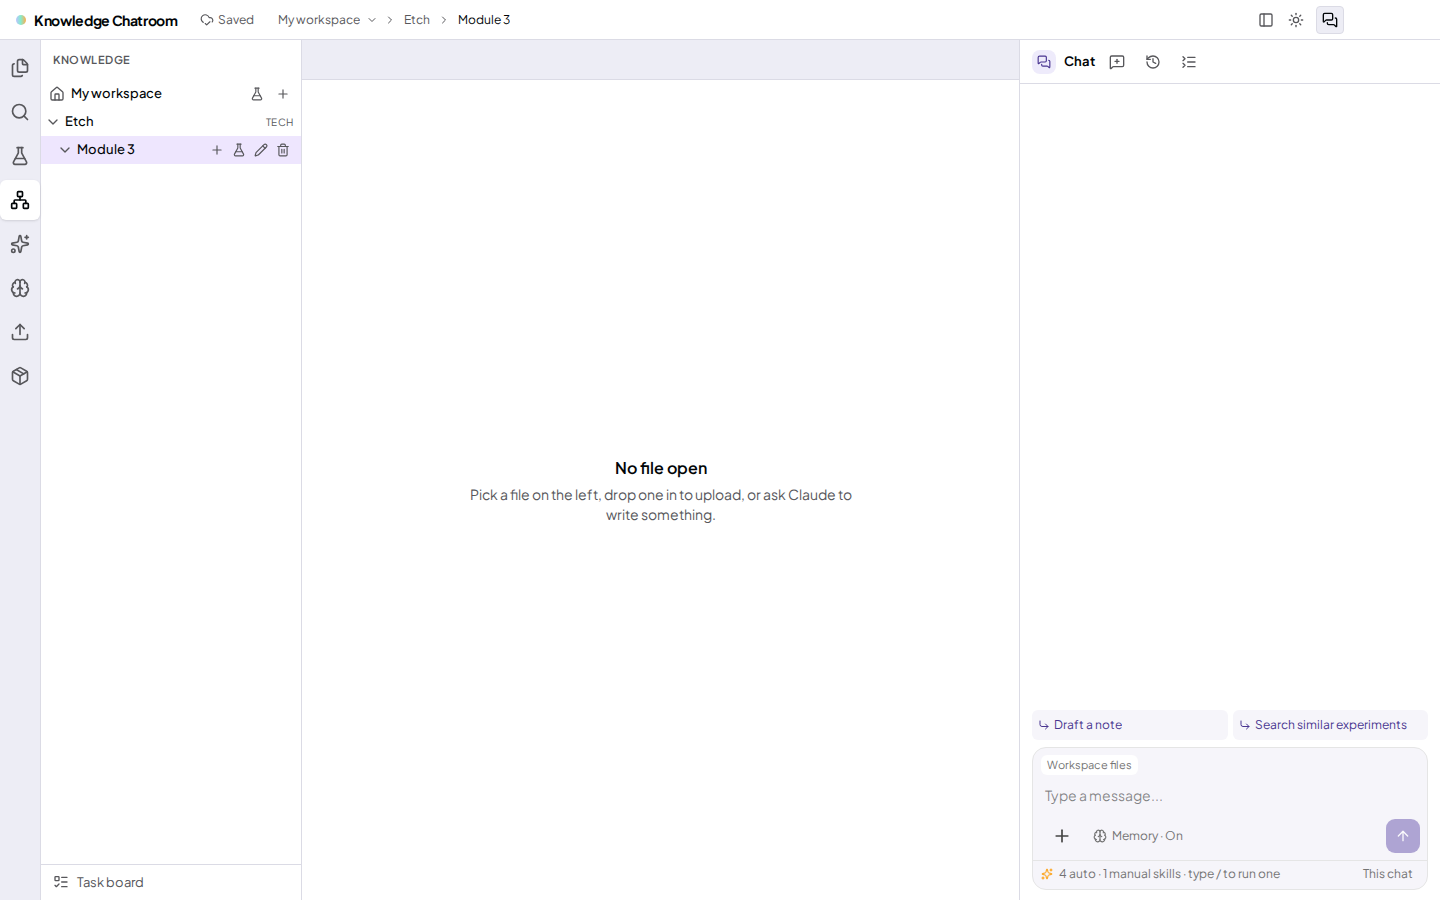 Knowledge Chatroom
Saved
My workspace
Etch
Module 3
KNOWLEDGE
My workspace
Etch
TECH
Module 3
Task board
No file open
Pick a file on the left, drop one in to upload, or ask Claude to
write something.
Chat
Draft a note
Search similar experiments
Workspace files
Type a message...
Memory · On
4 auto · 1 manual skills · type / to run one
This chat